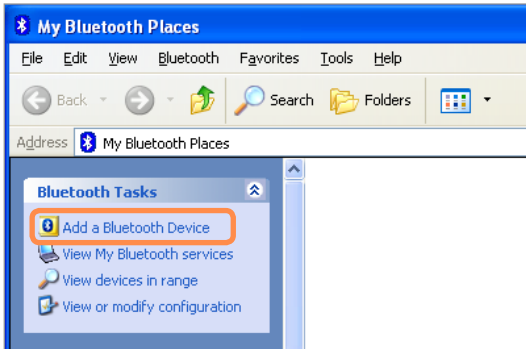 My Bluetooth Places
File Edit View Bluetooth Favorites Tools Help
Back Search Folders
Address My Bluetooth Places
Bluetooth Tasks
Add a Bluetooth Device
View My Bluetooth services
View devices in range
View or modify configuration